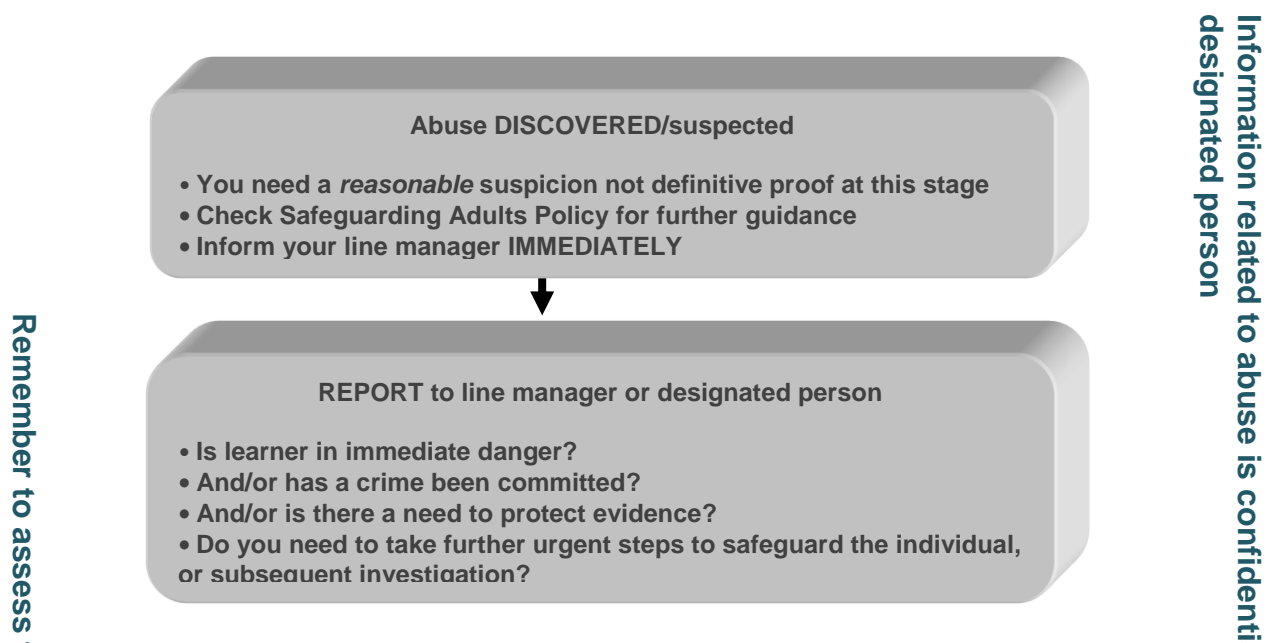 Abuse DISCOVERED/suspected
• You need a reasonable suspicion not definitive proof at this stage
• Check Safeguarding Adults Policy for further guidance
• Inform your line manager IMMEDIATELY
REPORT to line manager or designated person
• Is learner in immediate danger?
• And/or has a crime been committed?
• And/or is there a need to protect evidence?
• Do you need to take further urgent steps to safeguard the individual,
or subsequent investigation?
Information related to abuse is confidenti
designated person
Remember to assess